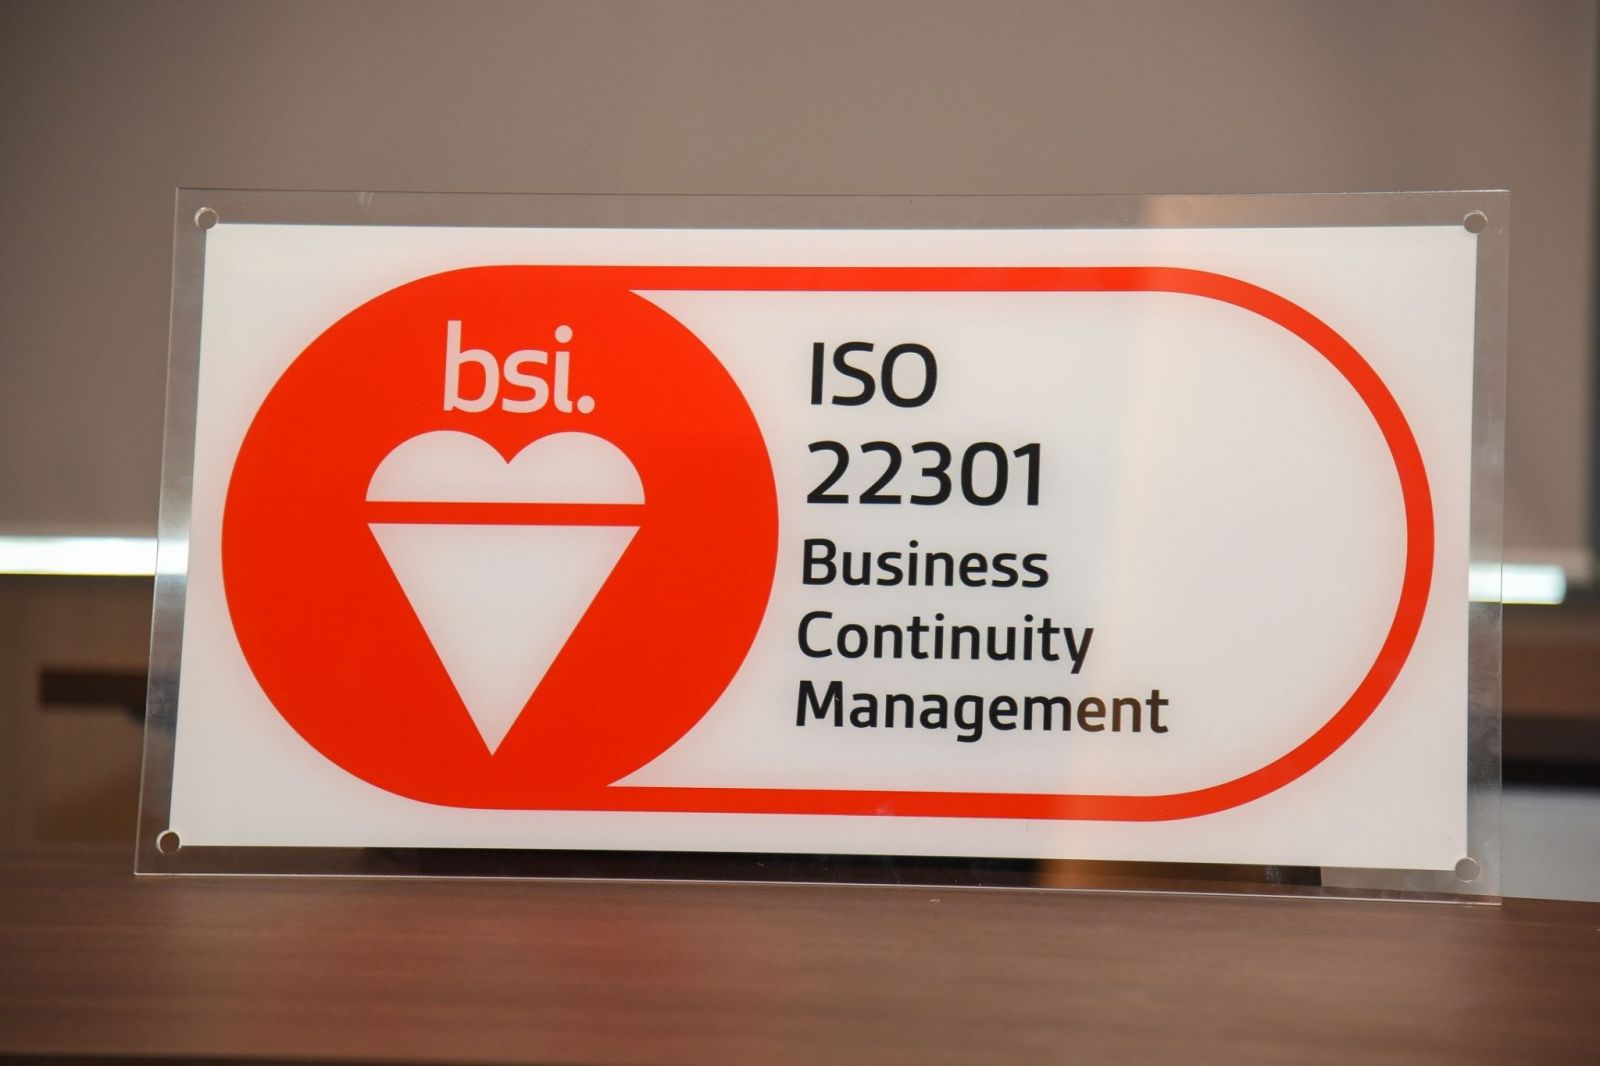 bsi.
ISO
22301
Business
Continuity
Management